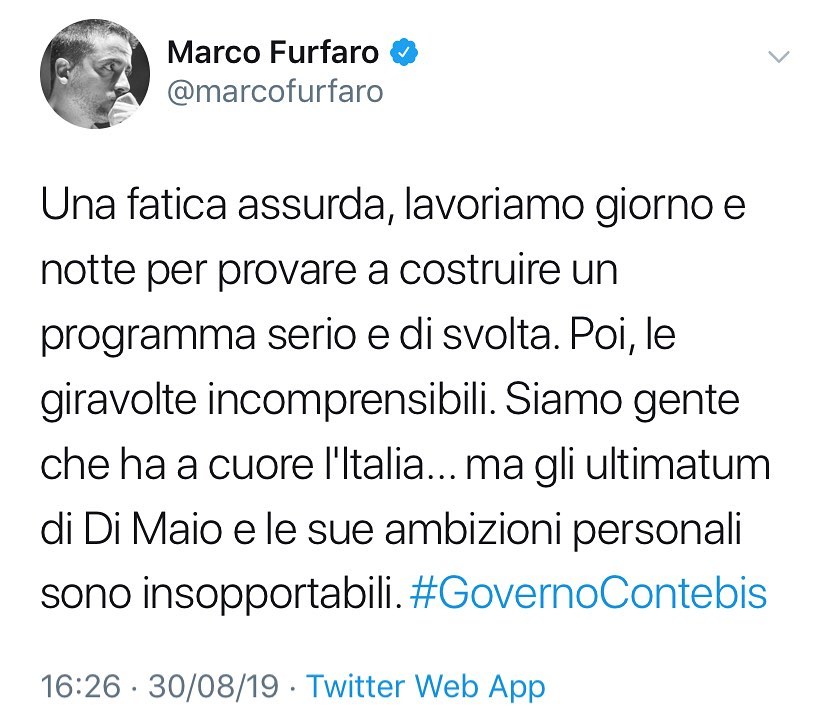 Marco Furfaro
@marcofurfaro
Una fatica assurda, lavoriamo giorno e
notte per provare a costruire un
programma serio e di svolta. Poi, le
giravolte incomprensibili. Siamo gente
che ha a cuore l'Italia... ma gli ultimatum
di Di Maio e le sue ambizioni personali
sono insopportabili. #GovernoContebis
16:26 · 30/08/19 · Twitter Web App